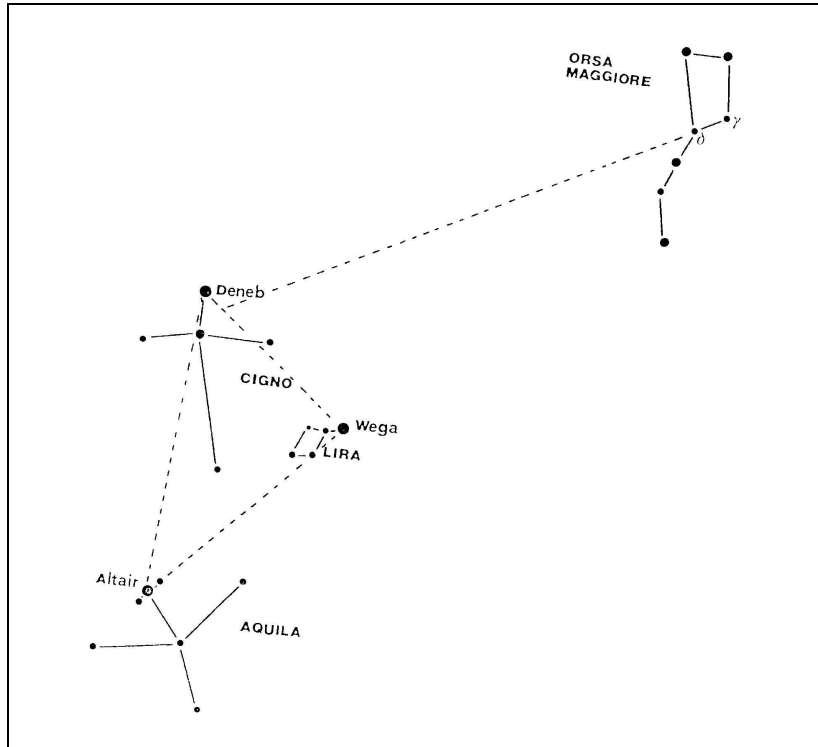 ORSA
MAGGIORE
γ
δ
Deneb
CIGNO
Wega
LIRA
Altair
AQUILA